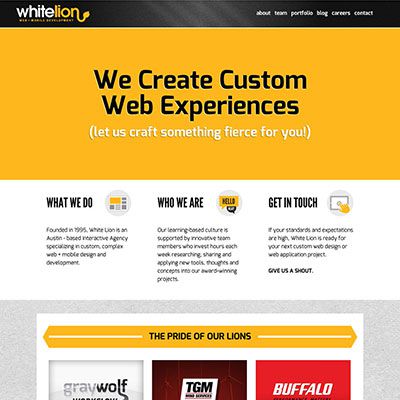 whitelion
WEB + MOBILE DEVELOPMENT
about team portfolio blog careers contact
We Create Custom
Web Experiences
(let us craft something fierce for you!)
WHAT WE DO
Founded in 1995, White Lion is an
Austin - based Interactive Agency
specializing in custom, complex
web + mobile design and
development.
WHO WE ARE
HELLO
Our learning-based culture is
supported by innovative team
members who invest hours each
week researching, sharing and
applying new tools, thoughts and
concepts into our award-winning
projects.
GET IN TOUCH
If your standards and expectations
are high, White Lion is ready for
your next custom web design or
web application project.
GIVE US A SHOUT.
THE PRIDE OF OUR LIONS
graywolf
WORKFLOW
TGM
WIND SERVICES
BUFFALO